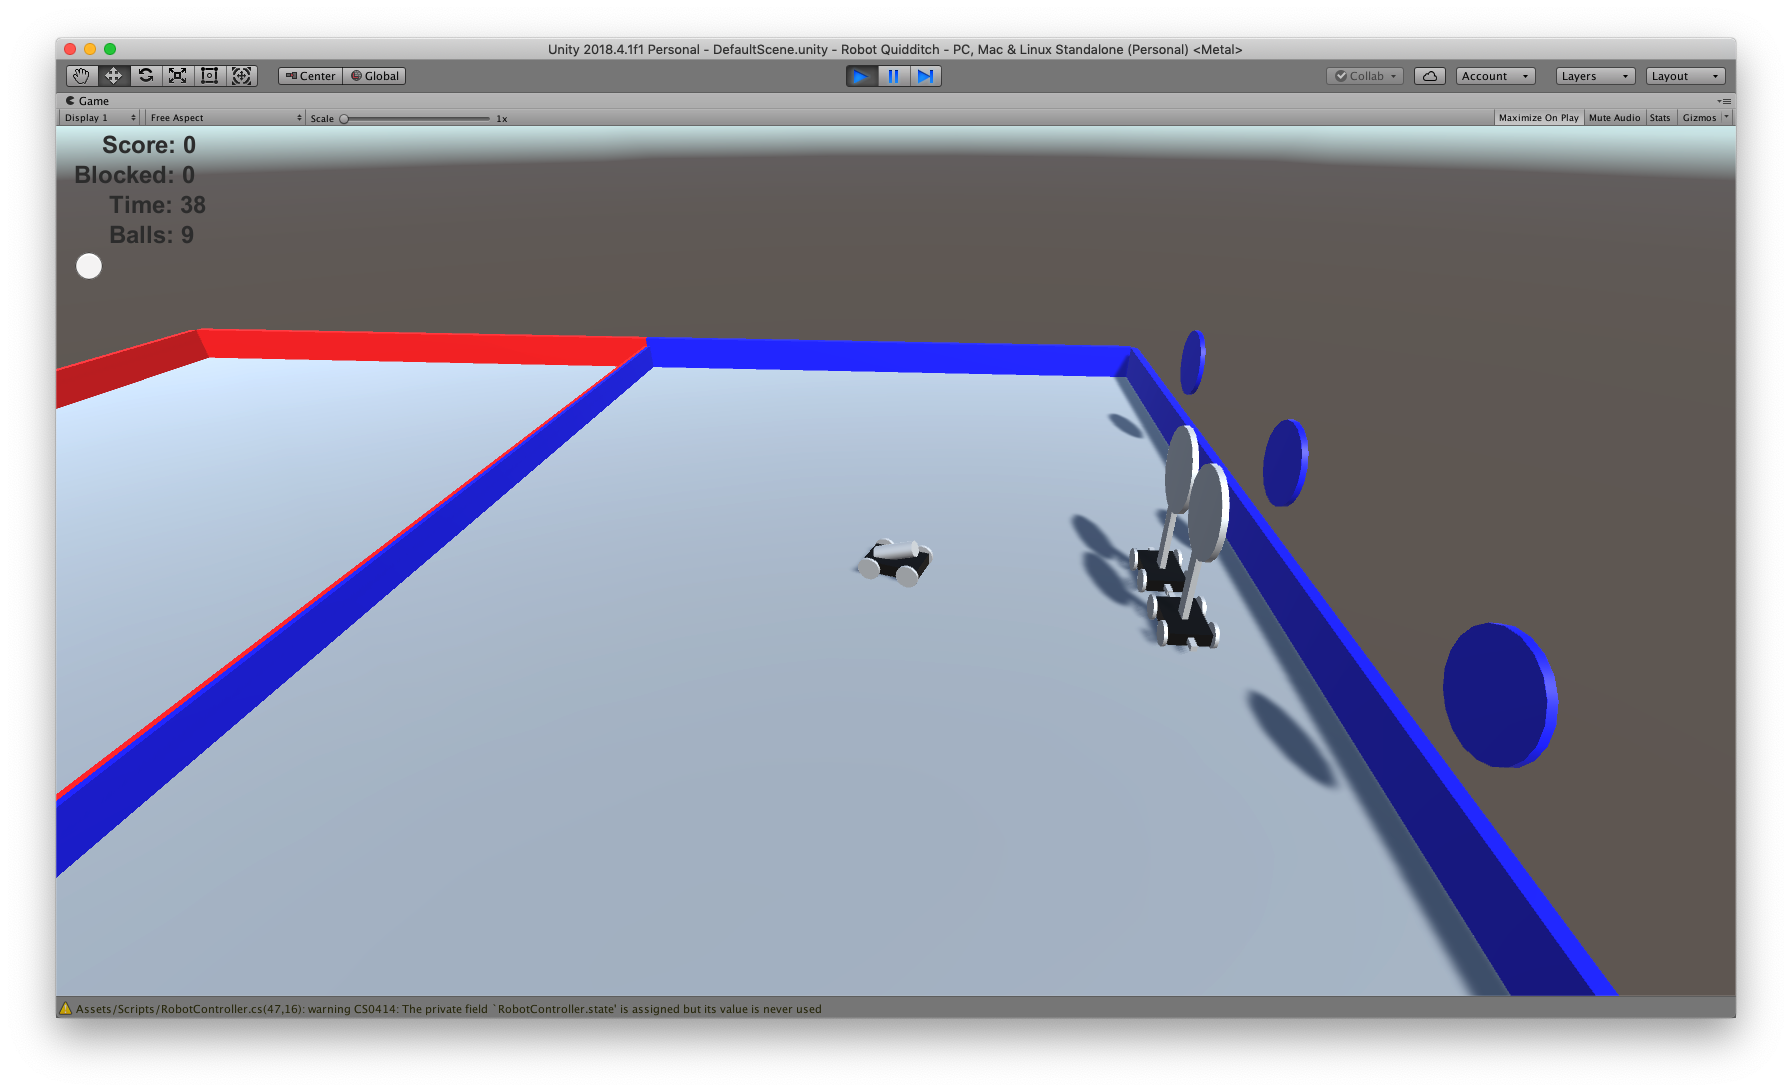 Unity 2018.4.1f1 Personal - DefaultScene.unity - Robot Quidditch - PC, Mac & Linux Standalone (Personal) <Metal>
Center Global Collab Account Layers Layout
Game
Display 1 Free Aspect Scale 1x Maximize On Play Mute Audio Stats Gizmos
Score: 0
Blocked: 0
Time: 38
Balls: 9
Assets/Scripts/RobotController.cs(47,16): warning CS0414: The private field `RobotController.state' is assigned but its value is never used